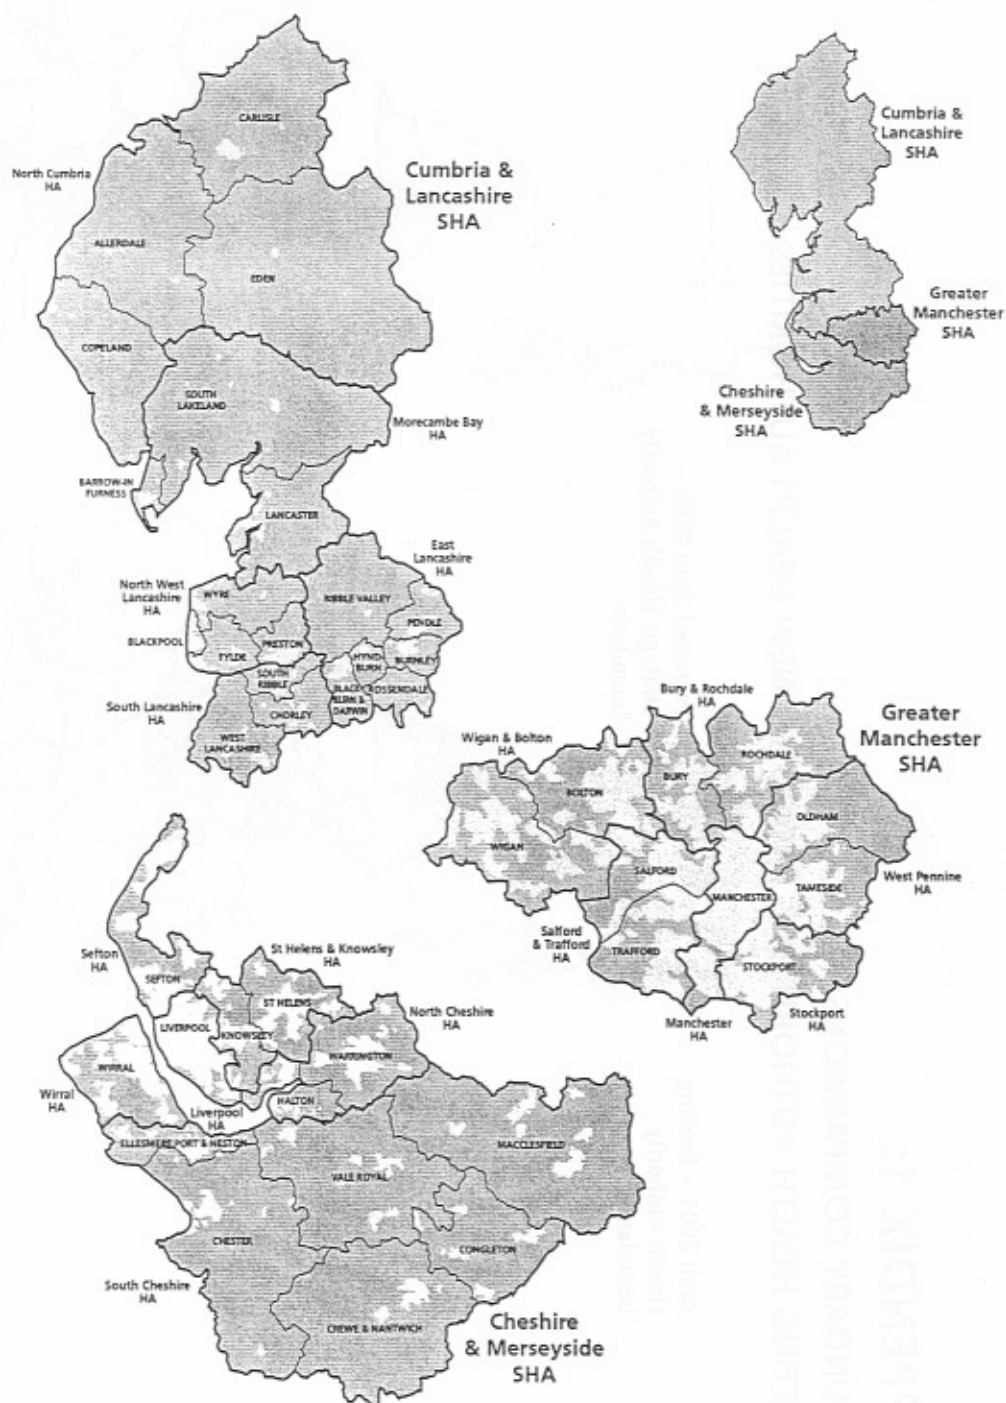 CARLISLE
North Cumbria
HA
Cumbria &
Lancashire
SHA
ALLERDALE
EDEN
COPELAND
SOUTH
LAKELAND
Morecambe Bay
HA
BARROW-IN
FURNESS
LANCASTER
East
Lancashire
HA
North West
Lancashire
HA
WYRE
RIBBLE VALLEY
PENDLE
BLACKPOOL
PRESTON
FYLDE
HYND-
BURN
BURNLEY
SOUTH
RIBBLE
BLACK-
BURN &
DARWIN
ROSSENDALE
South Lancashire
HA
CHORLEY
WEST
LANCASHIRE
Cumbria &
Lancashire
SHA
Greater
Manchester
SHA
Cheshire
& Merseyside
SHA
Bury & Rochdale
HA
Greater
Manchester
SHA
Wigan & Bolton
HA
ROCHDALE
BURY
BOLTON
OLDHAM
WIGAN
SALFORD
MANCHESTER
TAMESIDE
West Pennine
HA
Salford
& Trafford
HA
TRAFFORD
STOCKPORT
Manchester
HA
Stockport
HA
Sefton
HA
St Helens & Knowsley
HA
SEFTON
ST HELENS
North Cheshire
HA
LIVERPOOL
KNOWSLEY
WARRINGTON
WIRRAL
Wirral
HA
Liverpool
HA
HALTON
ELLESMERE PORT & NESTON
MACCLESFIELD
VALE ROYAL
CHESTER
CONGLETON
South Cheshire
HA
CREWE & NANTWICH
Cheshire
& Merseyside
SHA